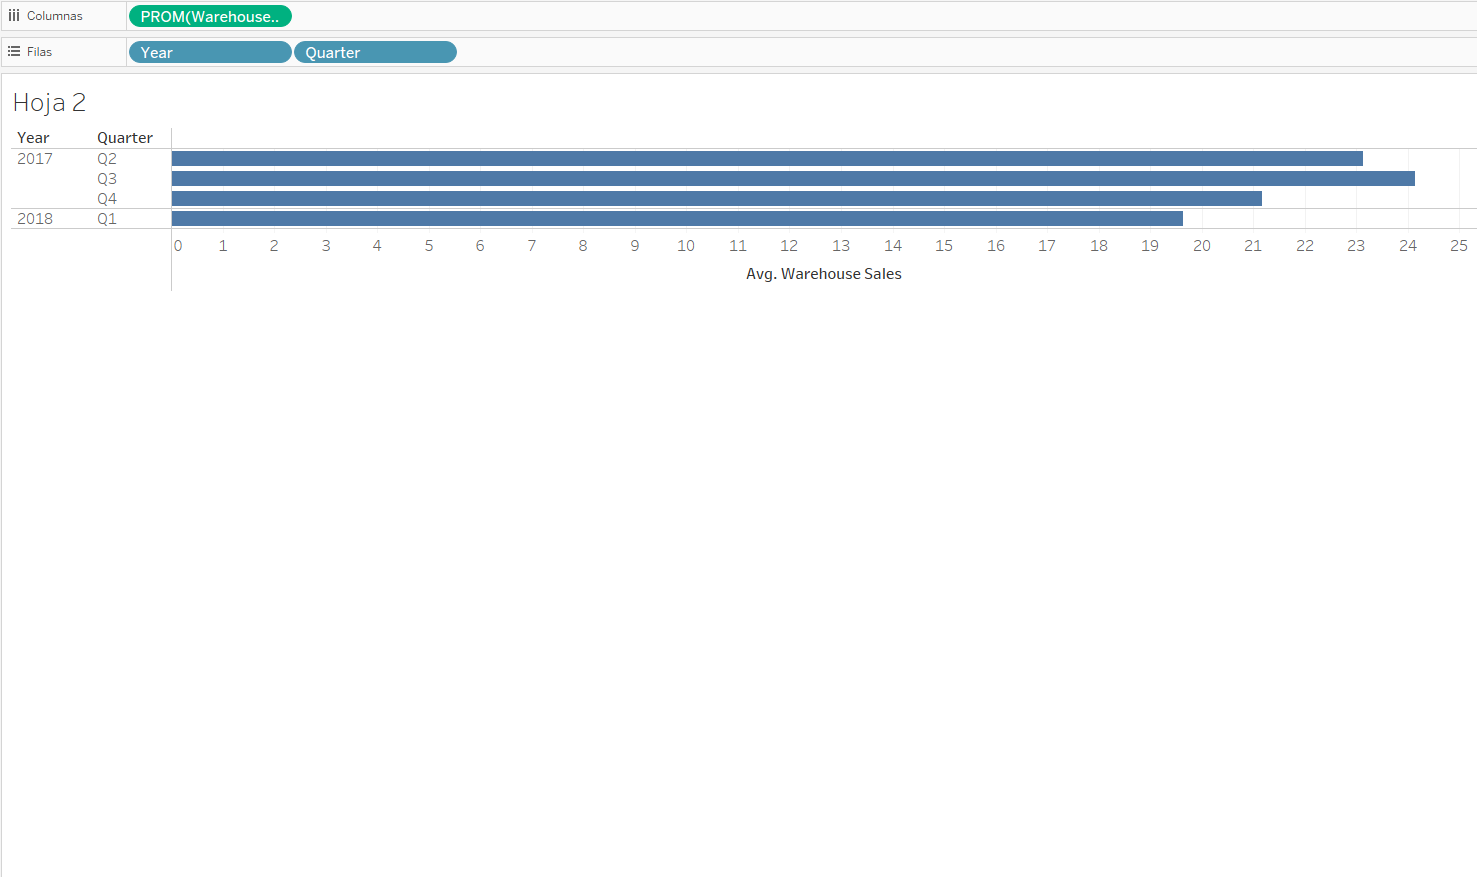 Columnas PROM(Warehouse..
Filas Year Quarter
Hoja 2
Year Quarter
2017 Q2
Q3
Q4
2018 Q1
0 1 2 3 4 5 6 7 8 9 10 11 12 13 14 15 16 17 18 19 20 21 22 23 24 25
Avg. Warehouse Sales